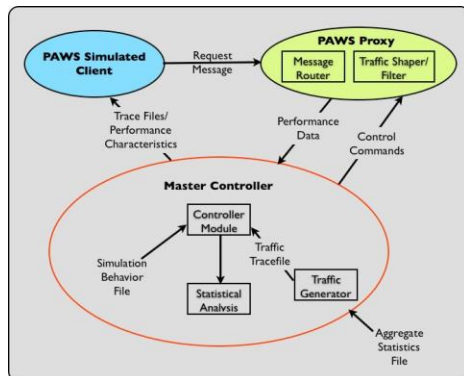 PAWS Simulated
Client
Request
Message
PAWS Proxy
Message
Router
Traffic Shaper/
Filter
Trace Files/
Performance
Characteristics
Performance
Data
Control
Commands
Master Controller
Controller
Module
Simulation
Behavior
File
Traffic
Tracefile
Statistical
Analysis
Traffic
Generator
Aggregate
Statistics
File